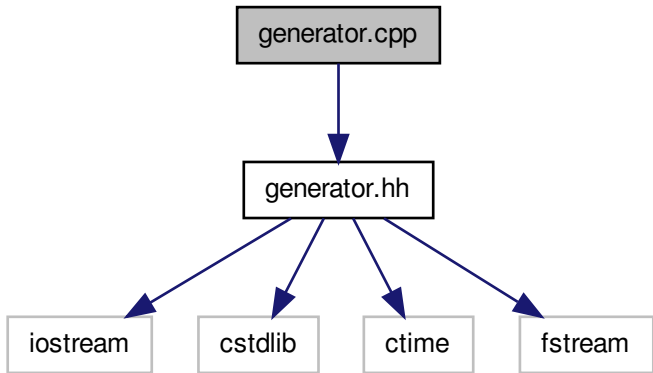 generator.cpp
generator.hh
iostream
cstdlib
ctime
fstream